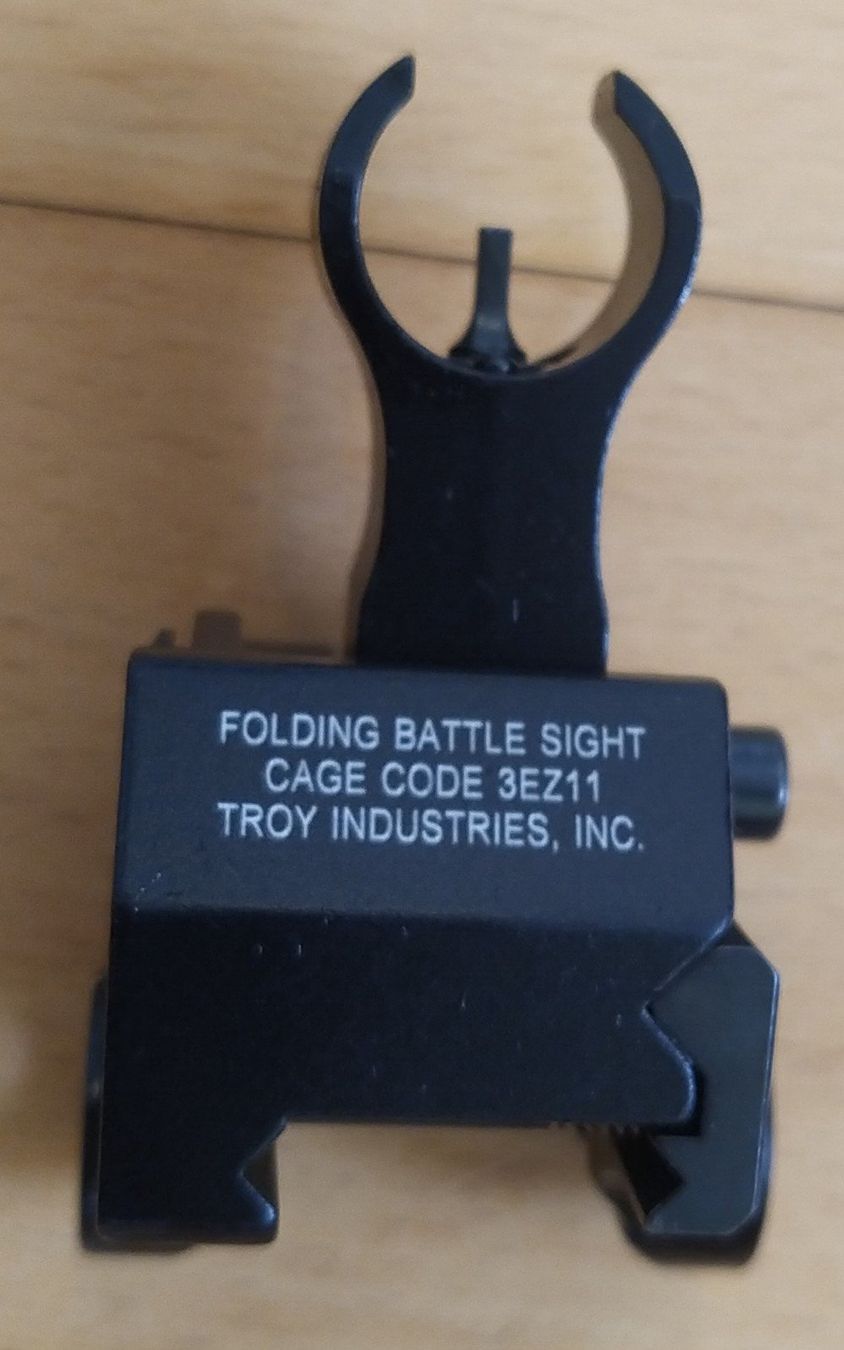 FOLDING BATTLE SIGHT
CAGE CODE 3EZ11
TROY INDUSTRIES, INC.